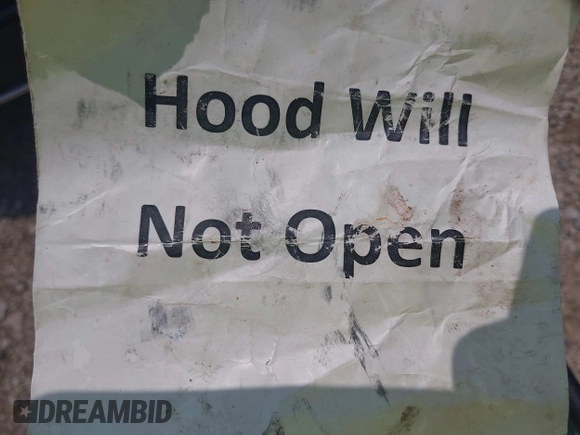 Hood Will
Not Open
DREAMBID